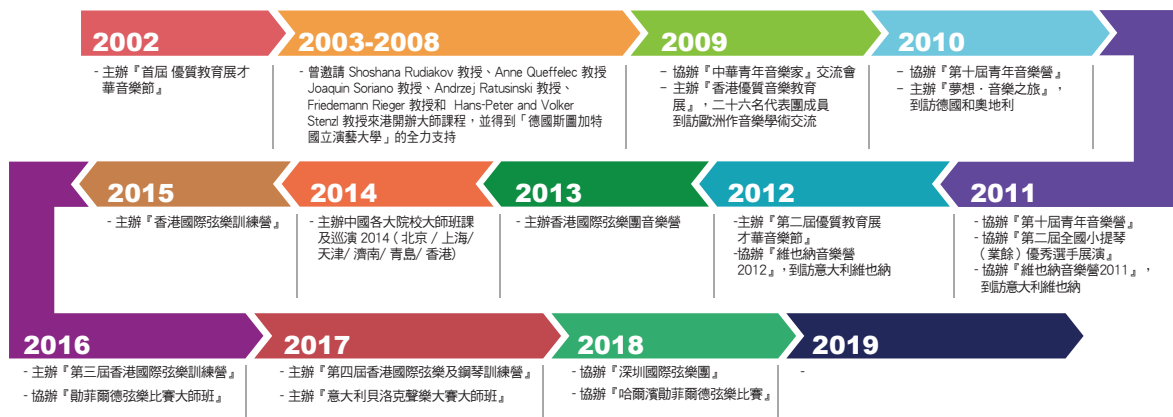 2002
- 主辦『首屆 優質教育展才
華音樂節』
2003-2008
- 曾邀請 Shoshana Rudiakov 教授、Anne Queffelec 教授
Joaquin Soriano 教授、Andrzej Ratusinski 教授、
Friedemann Rieger 教授和 Hans-Peter and Volker
Stenzl 教授來港開辦大師課程，並得到「德國斯圖加特
國立演藝大學」的全力支持
2009
- 協辦『中華青年音樂家』交流會
- 主辦『香港優質音樂教育
展』，二十六名代表團成員
到訪歐洲作音樂學術交流
2010
- 協辦『第十屆青年音樂營』
- 主辦『夢想．音樂之旅』，
到訪德國和奧地利
2011
- 協辦『第十屆青年音樂營』
- 協辦『第二屆全國小提琴
（業餘）優秀選手展演』
- 協辦『維也納音樂營2011』，
到訪意大利維也納
2012
-主辦『第二屆優質教育展
才華音樂節』
-協辦『維也納音樂營
2012』，到訪意大利維也納
2013
- 主辦香港國際弦樂團音樂營
2014
- 主辦中國各大院校大師班課
及巡演 2014（北京 / 上海/
天津/ 濟南/ 青島/ 香港)
2015
- 主辦『香港國際弦樂訓練營』
2016
- 主辦『第三屆香港國際弦樂訓練營』
- 協辦『勛菲爾德弦樂比賽大師班』
2017
- 主辦『第四屆香港國際弦樂及鋼琴訓練營』
- 主辦『意大利貝洛克聲樂大賽大師班』
2018
- 協辦『深圳國際弦樂團』
- 協辦『哈爾濱勛菲爾德弦樂比賽』
2019
-